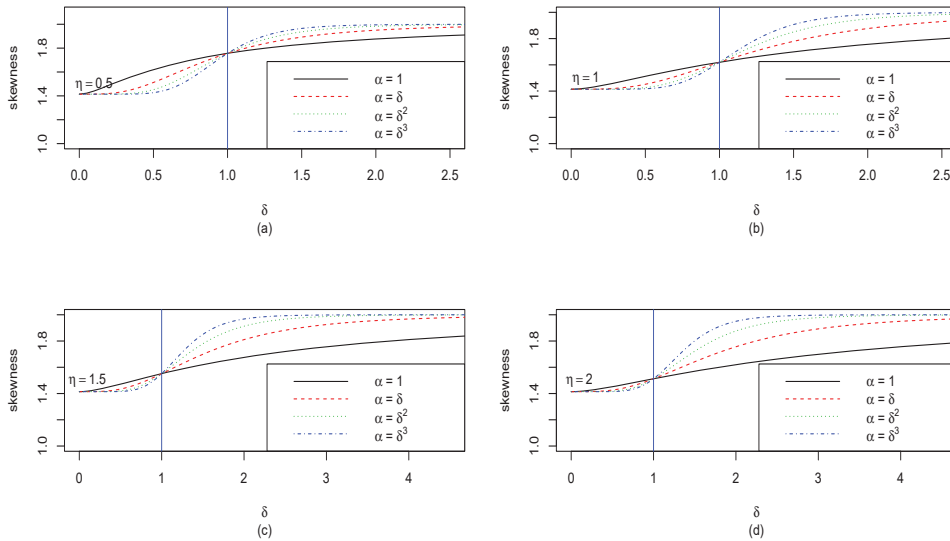 skewness
1.0 1.4 1.8
η = 0.5
α = 1
α = δ
α = δ²
α = δ³
0.0 0.5 1.0 1.5 2.0 2.5
δ
(a)
skewness
1.0 1.4 1.8
η = 1
α = 1
α = δ
α = δ²
α = δ³
0.0 0.5 1.0 1.5 2.0 2.5
δ
(b)
skewness
1.0 1.4 1.8
η = 1.5
α = 1
α = δ
α = δ²
α = δ³
0 1 2 3 4
δ
(c)
skewness
1.0 1.4 1.8
η = 2
α = 1
α = δ
α = δ²
α = δ³
0 1 2 3 4
δ
(d)